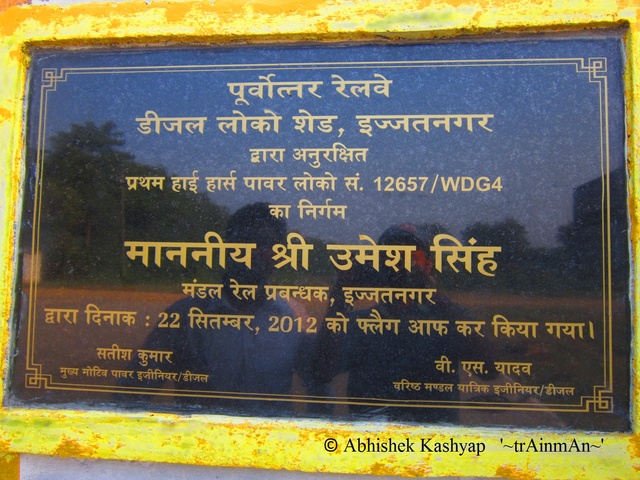 पूर्वोत्तर रेलवे
डीजल लोको शेड, इज्जतनगर
द्वारा अनुरक्षित
प्रथम हाई हार्स पावर लोको सं. 12657/WDG4
का निर्गम
माननीय श्री उमेश सिंह
मंडल रेल प्रबन्धक, इज्जतनगर
द्वारा दिनाक : 22 सितम्बर, 2012 को फ्लैग आफ कर किया गया।
सतीश कुमार
मुख्य मोटिव पावर इजीनियर/डीजल
वी. एस. यादव
वरिष्ठ मण्डल यात्रिक इजीनियर/डीजल
© Abhishek Kashyap '~trAinmAn~'